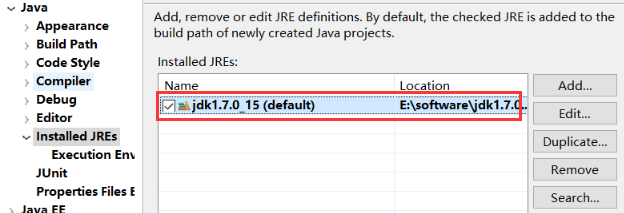 Java
Appearance
Build Path
Code Style
Compiler
Debug
Editor
Installed JREs
Execution Env
JUnit
Properties Files E
Java EE
Add, remove or edit JRE definitions. By default, the checked JRE is added to the
build path of newly created Java projects.
Installed JREs:
Name Location
jdk1.7.0_15 (default) E:\software\jdk1.7.0...
Add...
Edit...
Duplicate...
Remove
Search...